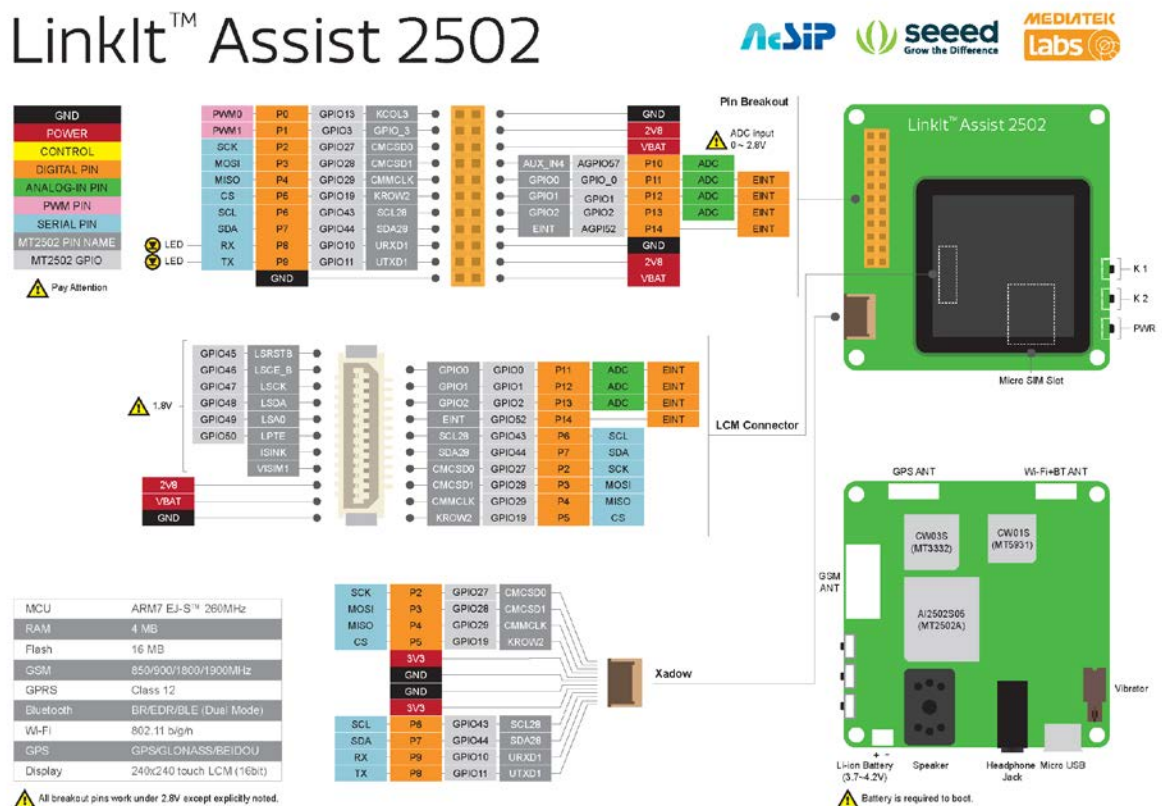 LinkIt™ Assist 2502
AcSiP
seeed
Grow the Difference
MEDIATEK
labs
GND
POWER
CONTROL
DIGITAL PIN
ANALOG-IN PIN
PWM PIN
SERIAL PIN
MT2502 PIN NAME
MT2502 GPIO
Pay Attention
PWM0 P0 GPIO13 KCOL3
PWM1 P1 GPIO3 GPIO_3
SCK P2 GPIO27 CMCSD0
MOSI P3 GPIO28 CMCSD1
MISO P4 GPIO29 CMMCLK
CS P5 GPIO19 KROW2
SCL P6 GPIO43 SCL28
SDA P7 GPIO44 SDA28
LED RX P8 GPIO10 URXD1
LED TX P9 GPIO11 UTXD1
GND
Pin Breakout
ADC input
0 ~ 2.8V
GND
2V8
VBAT
AUX_IN4 AGPIO57 P10 ADC
GPIO0 GPIO_0 P11 ADC EINT
GPIO1 GPIO1 P12 ADC EINT
GPIO2 GPIO2 P13 ADC EINT
EINT AGPI52 P14 EINT
GND
2V8
VBAT
LinkIt™ Assist 2502
K 1
K 2
PWR
Micro SIM Slot
1.8V
GPIO45 LSRSTB
GPIO46 LSCE_B
GPIO47 LSCK
GPIO48 LSDA
GPIO49 LSA0
GPIO50 LPTE
ISINK
VISIM1
2V8
VBAT
GND
GPIO0 GPIO0 P11 ADC EINT
GPIO1 GPIO1 P12 ADC EINT
GPIO2 GPIO2 P13 ADC EINT
EINT GPIO52 P14 EINT
SCL28 GPIO43 P6 SCL
SDA28 GPIO44 P7 SDA
CMCSD0 GPIO27 P2 SCK
CMCSD1 GPIO28 P3 MOSI
CMMCLK GPIO29 P4 MISO
KROW2 GPIO19 P5 CS
LCM Connector
MCU ARM7 EJ-S™ 260MHz
RAM 4 MB
Flash 16 MB
GSM 850/900/1800/1900MHz
GPRS Class 12
Bluetooth BR/EDR/BLE (Dual Mode)
Wi-Fi 802.11 b/g/n
GPS GPS/GLONASS/BEIDOU
Display 240x240 touch LCM (16bit)
All breakout pins work under 2.8V except explicitly noted.
SCK P2 GPIO27 CMCSD0
MOSI P3 GPIO28 CMCSD1
MISO P4 GPIO29 CMMCLK
CS P5 GPIO19 KROW2
3V3
GND
GND
3V3
SCL P6 GPIO43 SCL28
SDA P7 GPIO44 SDA28
RX P9 GPIO10 URXD1
TX P8 GPIO11 UTXD1
Xadow
GPS ANT
Wi-Fi+BT ANT
CW03S
(MT3332)
CW01S
(MT5931)
GSM
ANT
AI2502S05
(MT2502A)
Vibrator
+ -
Li-ion Battery
(3.7~4.2V)
Speaker
Headphone
Jack
Micro USB
Battery is required to boot.